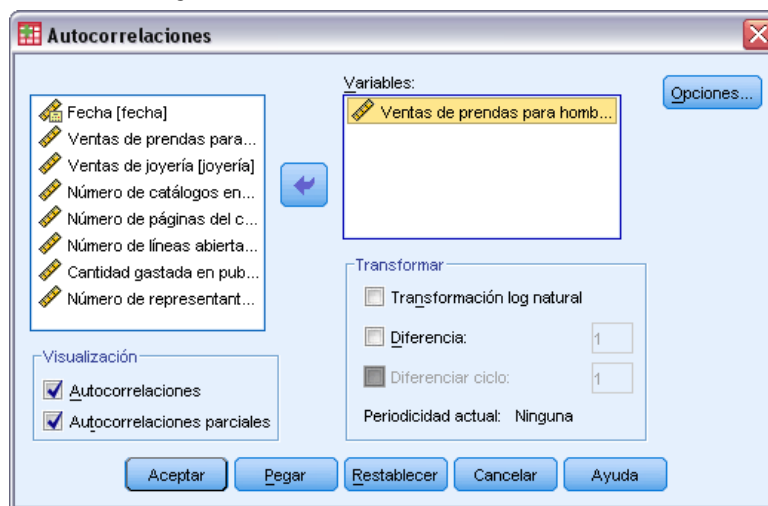 Autocorrelaciones
Fecha [fecha]
Ventas de prendas para...
Ventas de joyería [joyería]
Número de catálogos en...
Número de páginas del c...
Número de líneas abierta...
Cantidad gastada en pub...
Número de representant...
Variables:
Ventas de prendas para homb...
Opciones...
Transformar
Transformación log natural
Diferencia: 1
Diferenciar ciclo: 1
Periodicidad actual: Ninguna
Visualización
Autocorrelaciones
Autocorrelaciones parciales
Aceptar Pegar Restablecer Cancelar Ayuda